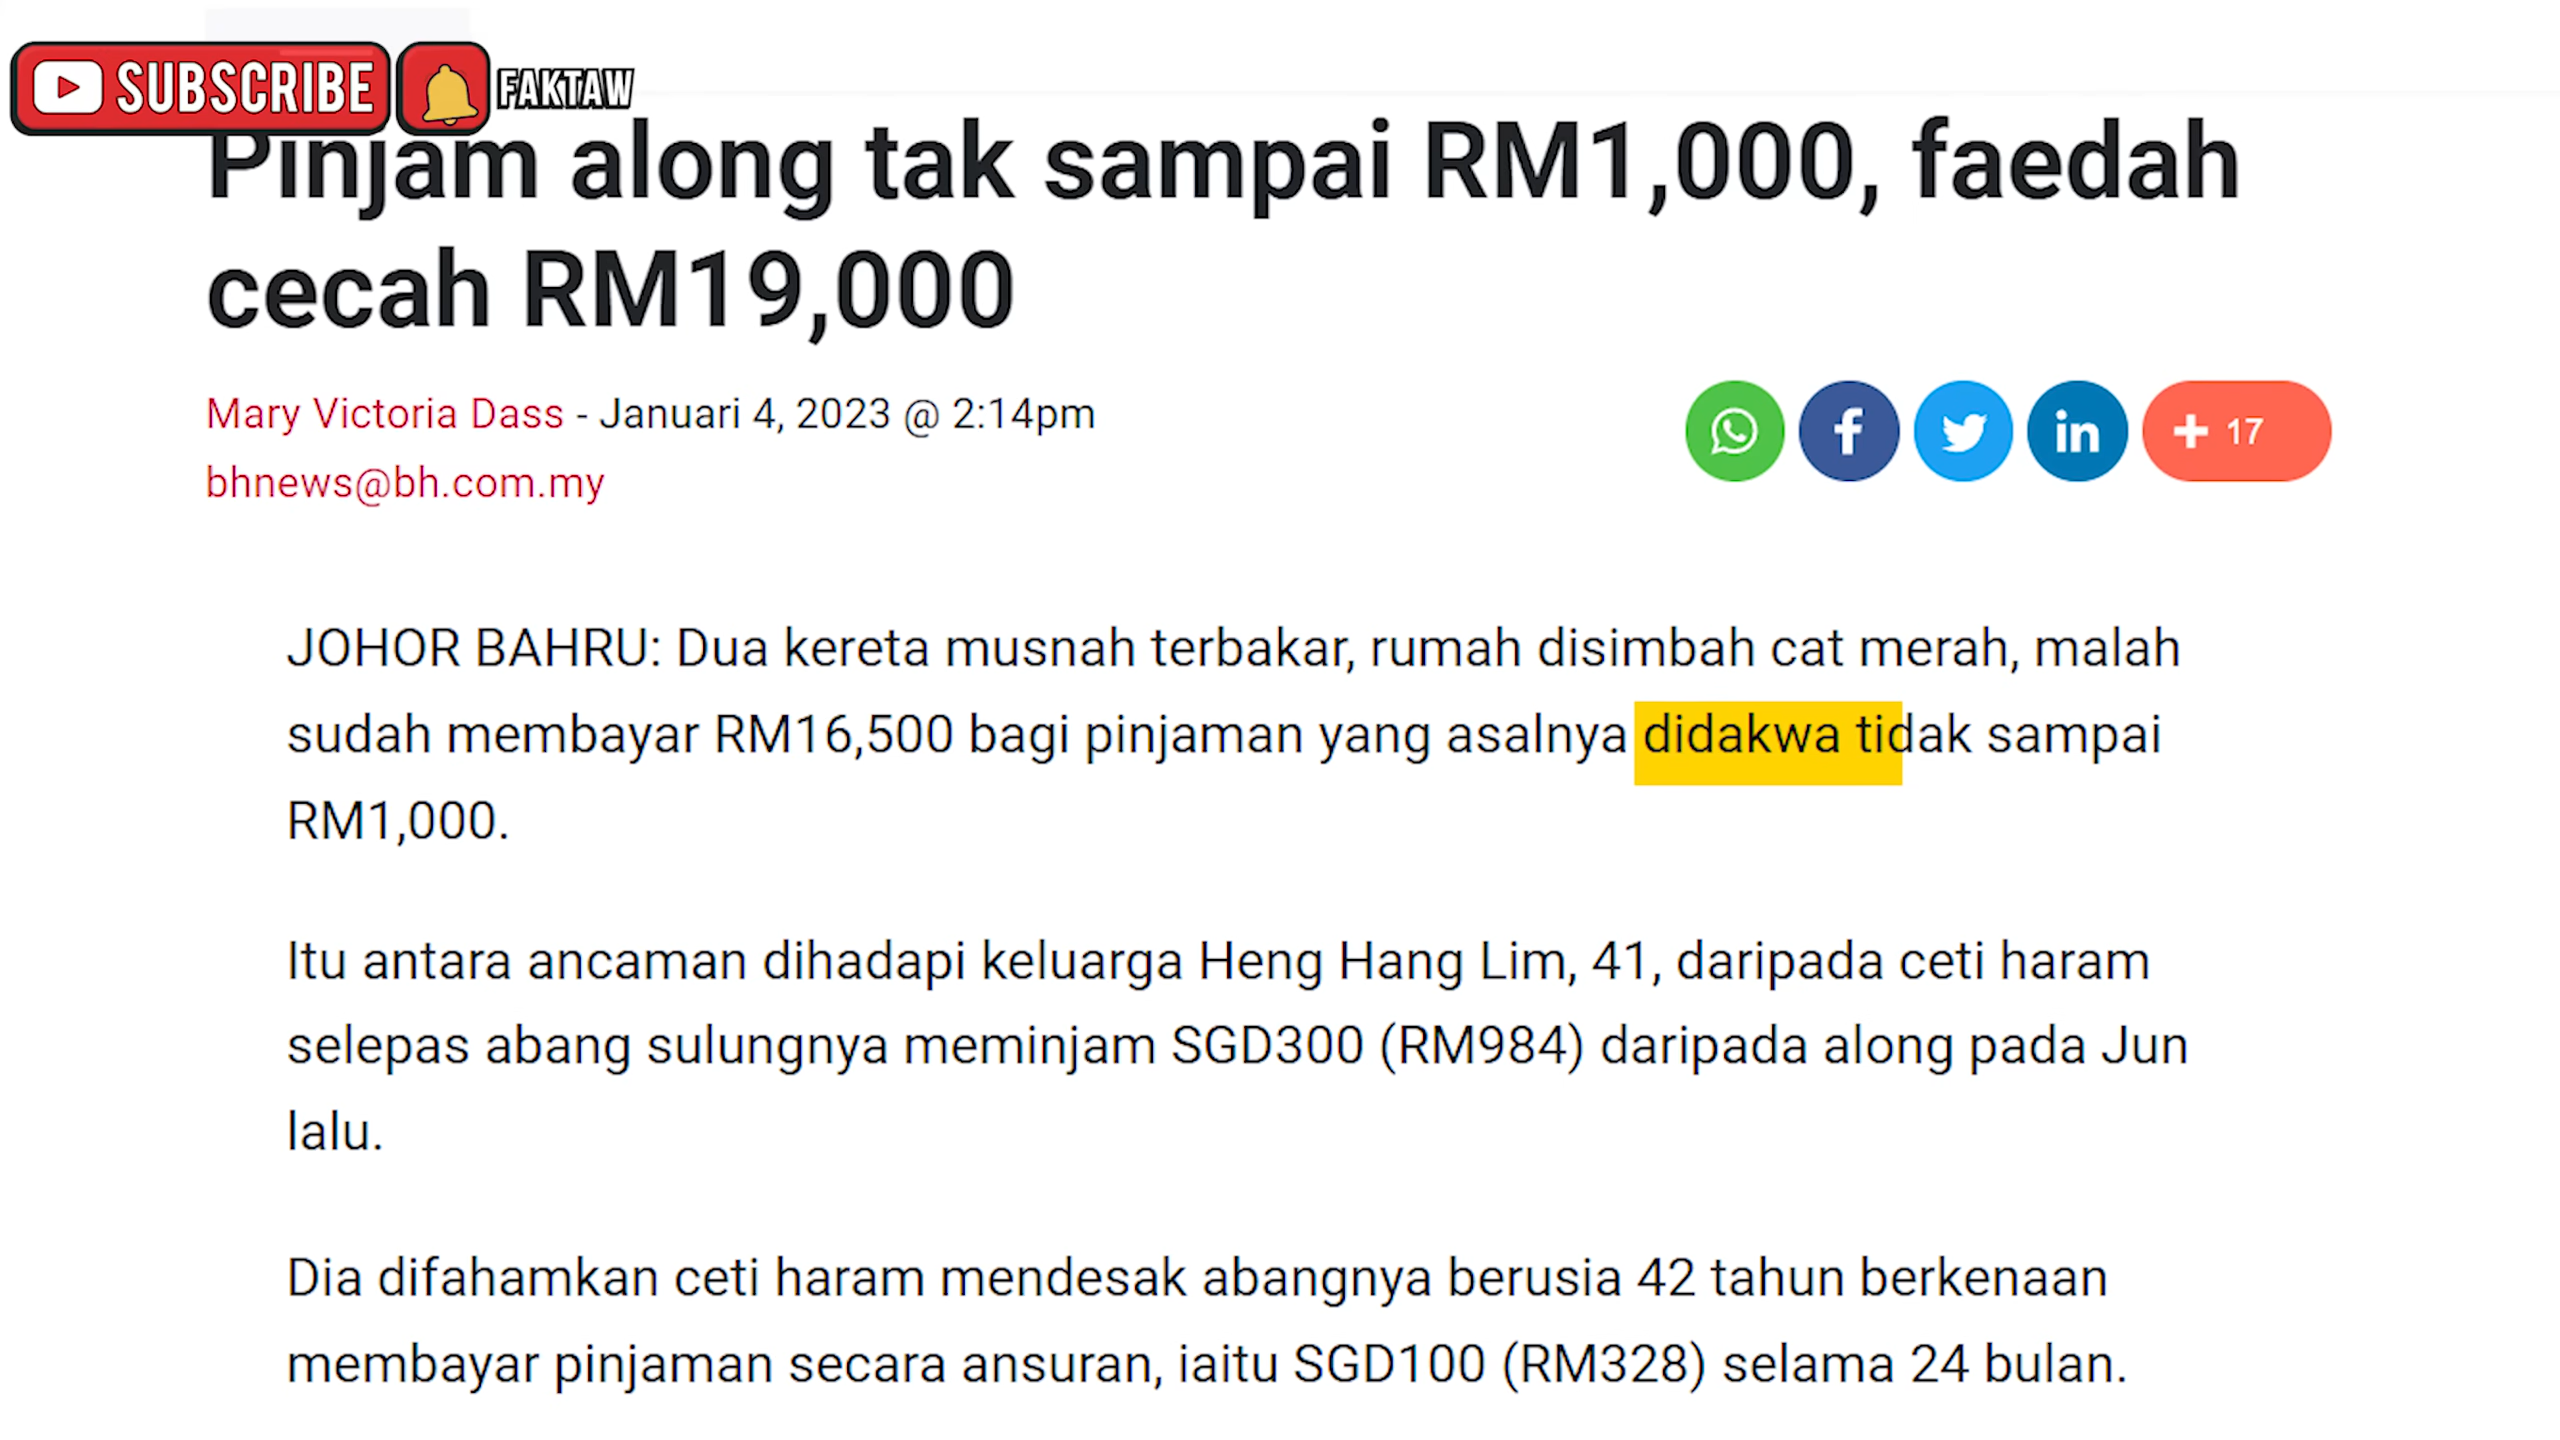 SUBSCRIBE FAKTAW
Pinjam along tak sampai RM1,000, faedah
cecah RM19,000
Mary Victoria Dass - Januari 4, 2023 @ 2:14pm
bhnews@bh.com.my
f in + 17
JOHOR BAHRU: Dua kereta musnah terbakar, rumah disimbah cat merah, malah
sudah membayar RM16,500 bagi pinjaman yang asalnya didakwa tidak sampai
RM1,000.
Itu antara ancaman dihadapi keluarga Heng Hang Lim, 41, daripada ceti haram
selepas abang sulungnya meminjam SGD300 (RM984) daripada along pada Jun
lalu.
Dia difahamkan ceti haram mendesak abangnya berusia 42 tahun berkenaan
membayar pinjaman secara ansuran, iaitu SGD100 (RM328) selama 24 bulan.